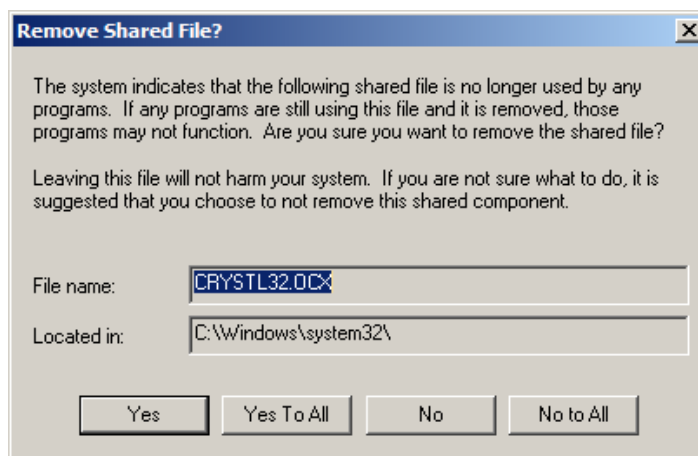 Remove Shared File?
The system indicates that the following shared file is no longer used by any
programs.  If any programs are still using this file and it is removed, those
programs may not function.  Are you sure you want to remove the shared file?
Leaving this file will not harm your system.  If you are not sure what to do, it is
suggested that you choose to not remove this shared component.
File name: CRYSTL32.OCX
Located in: C:\Windows\system32\
Yes Yes To All No No to All